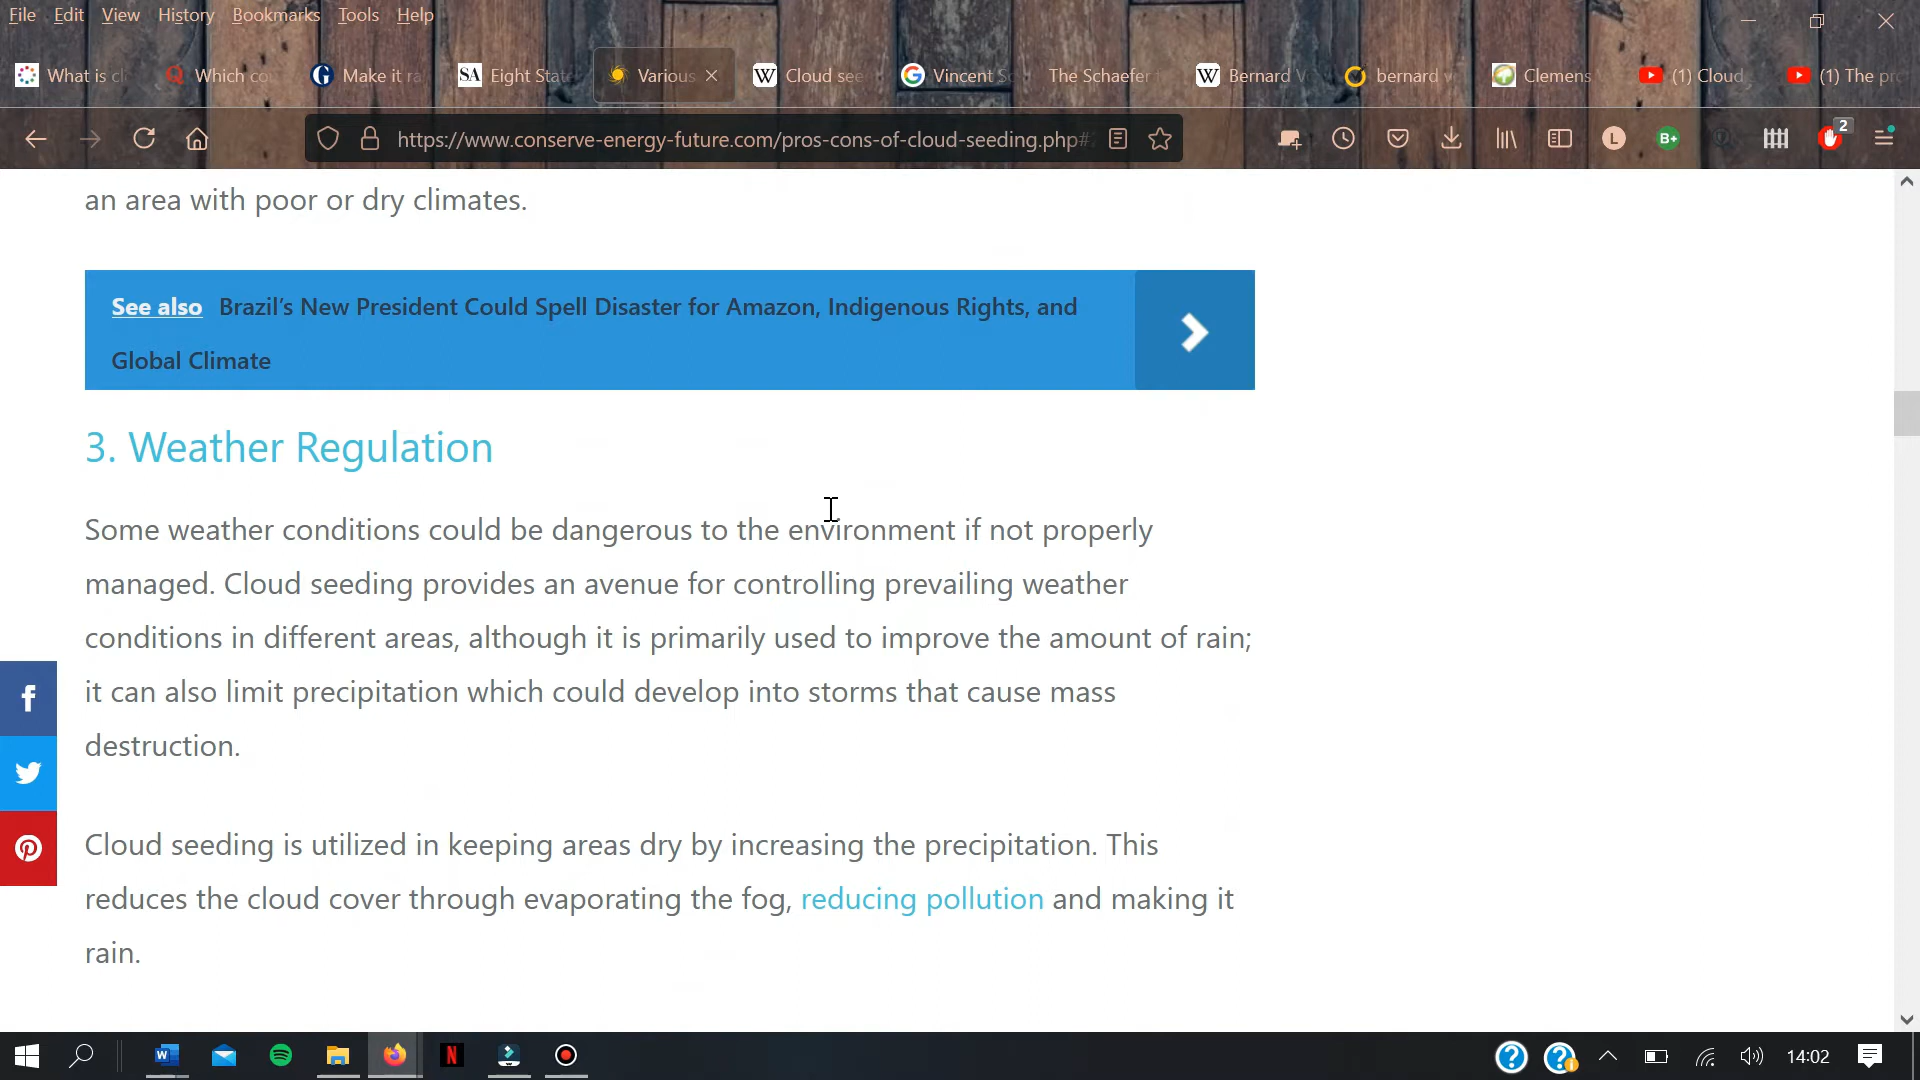 File Edit View History Bookmarks Tools Help
What is cl Which co Make it ra SA Eight Stat Various W Cloud see Vincent S The Schaefer W Bernard V bernard v Clemens (1) Cloud (1) The pr
https://www.conserve-energy-future.com/pros-cons-of-cloud-seeding.php# L B+ 2
an area with poor or dry climates.
See also Brazil's New President Could Spell Disaster for Amazon, Indigenous Rights, and
Global Climate
3. Weather Regulation
Some weather conditions could be dangerous to the environment if not properly
managed. Cloud seeding provides an avenue for controlling prevailing weather
conditions in different areas, although it is primarily used to improve the amount of rain;
it can also limit precipitation which could develop into storms that cause mass
destruction.
Cloud seeding is utilized in keeping areas dry by increasing the precipitation. This
reduces the cloud cover through evaporating the fog, reducing pollution and making it
rain.
14:02